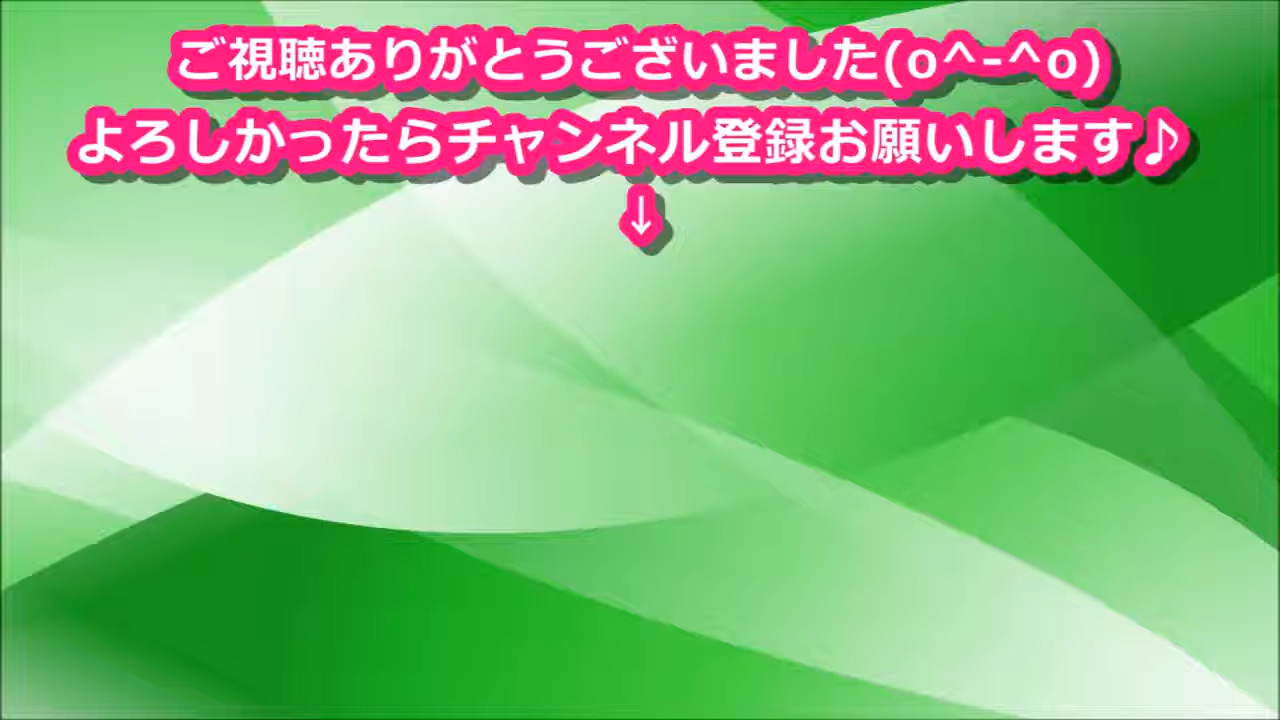 ご視聴ありがとうございました(o^-^o)
よろしかったらチャンネル登録お願いします♪
↓